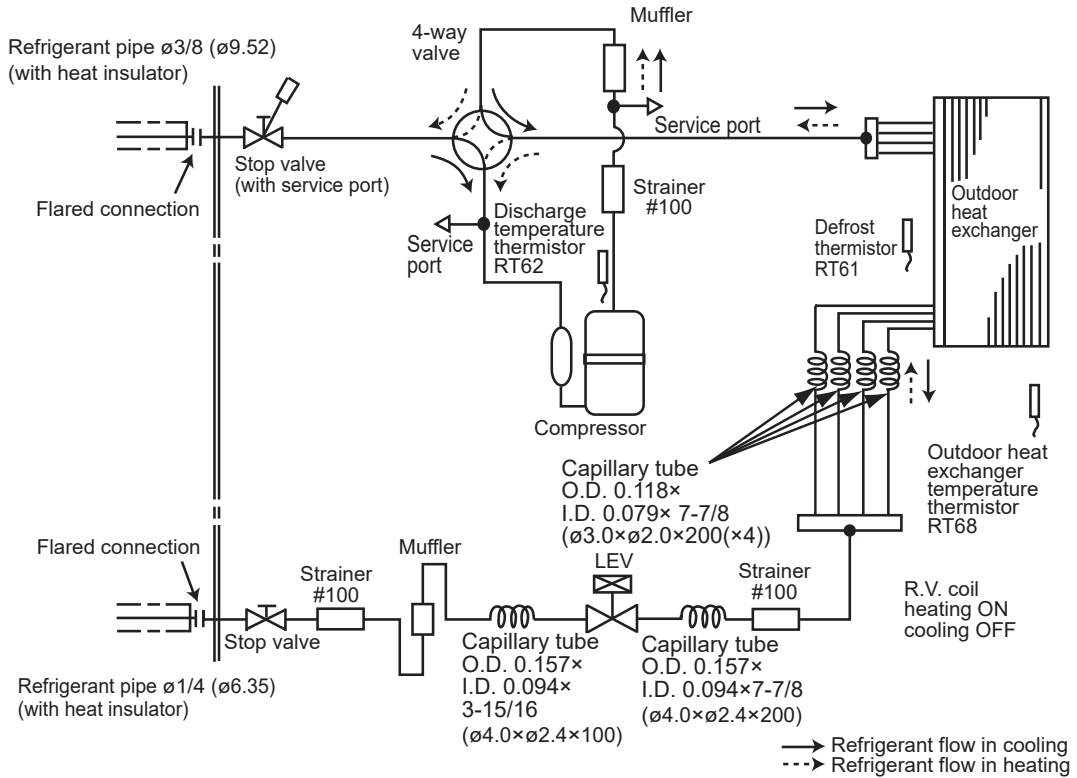 Muffler
4-way
valve
Refrigerant pipe ø3/8 (ø9.52)
(with heat insulator)
Service port
Stop valve
(with service port)
Flared connection
Strainer
#100
Outdoor
heat
exchanger
Discharge
temperature
thermistor
RT62
Service
port
Defrost
thermistor
RT61
Compressor
Capillary tube
O.D. 0.118×
I.D. 0.079× 7-7/8
(ø3.0×ø2.0×200(×4))
Outdoor heat
exchanger
temperature
thermistor
RT68
Flared connection
Muffler
LEV
Strainer
#100
Strainer
#100
R.V. coil
heating ON
cooling OFF
Stop valve
Capillary tube
O.D. 0.157×
I.D. 0.094×
3-15/16
(ø4.0×ø2.4×100)
Capillary tube
O.D. 0.157×
I.D. 0.094×7-7/8
(ø4.0×ø2.4×200)
Refrigerant pipe ø1/4 (ø6.35)
(with heat insulator)
Refrigerant flow in cooling
Refrigerant flow in heating